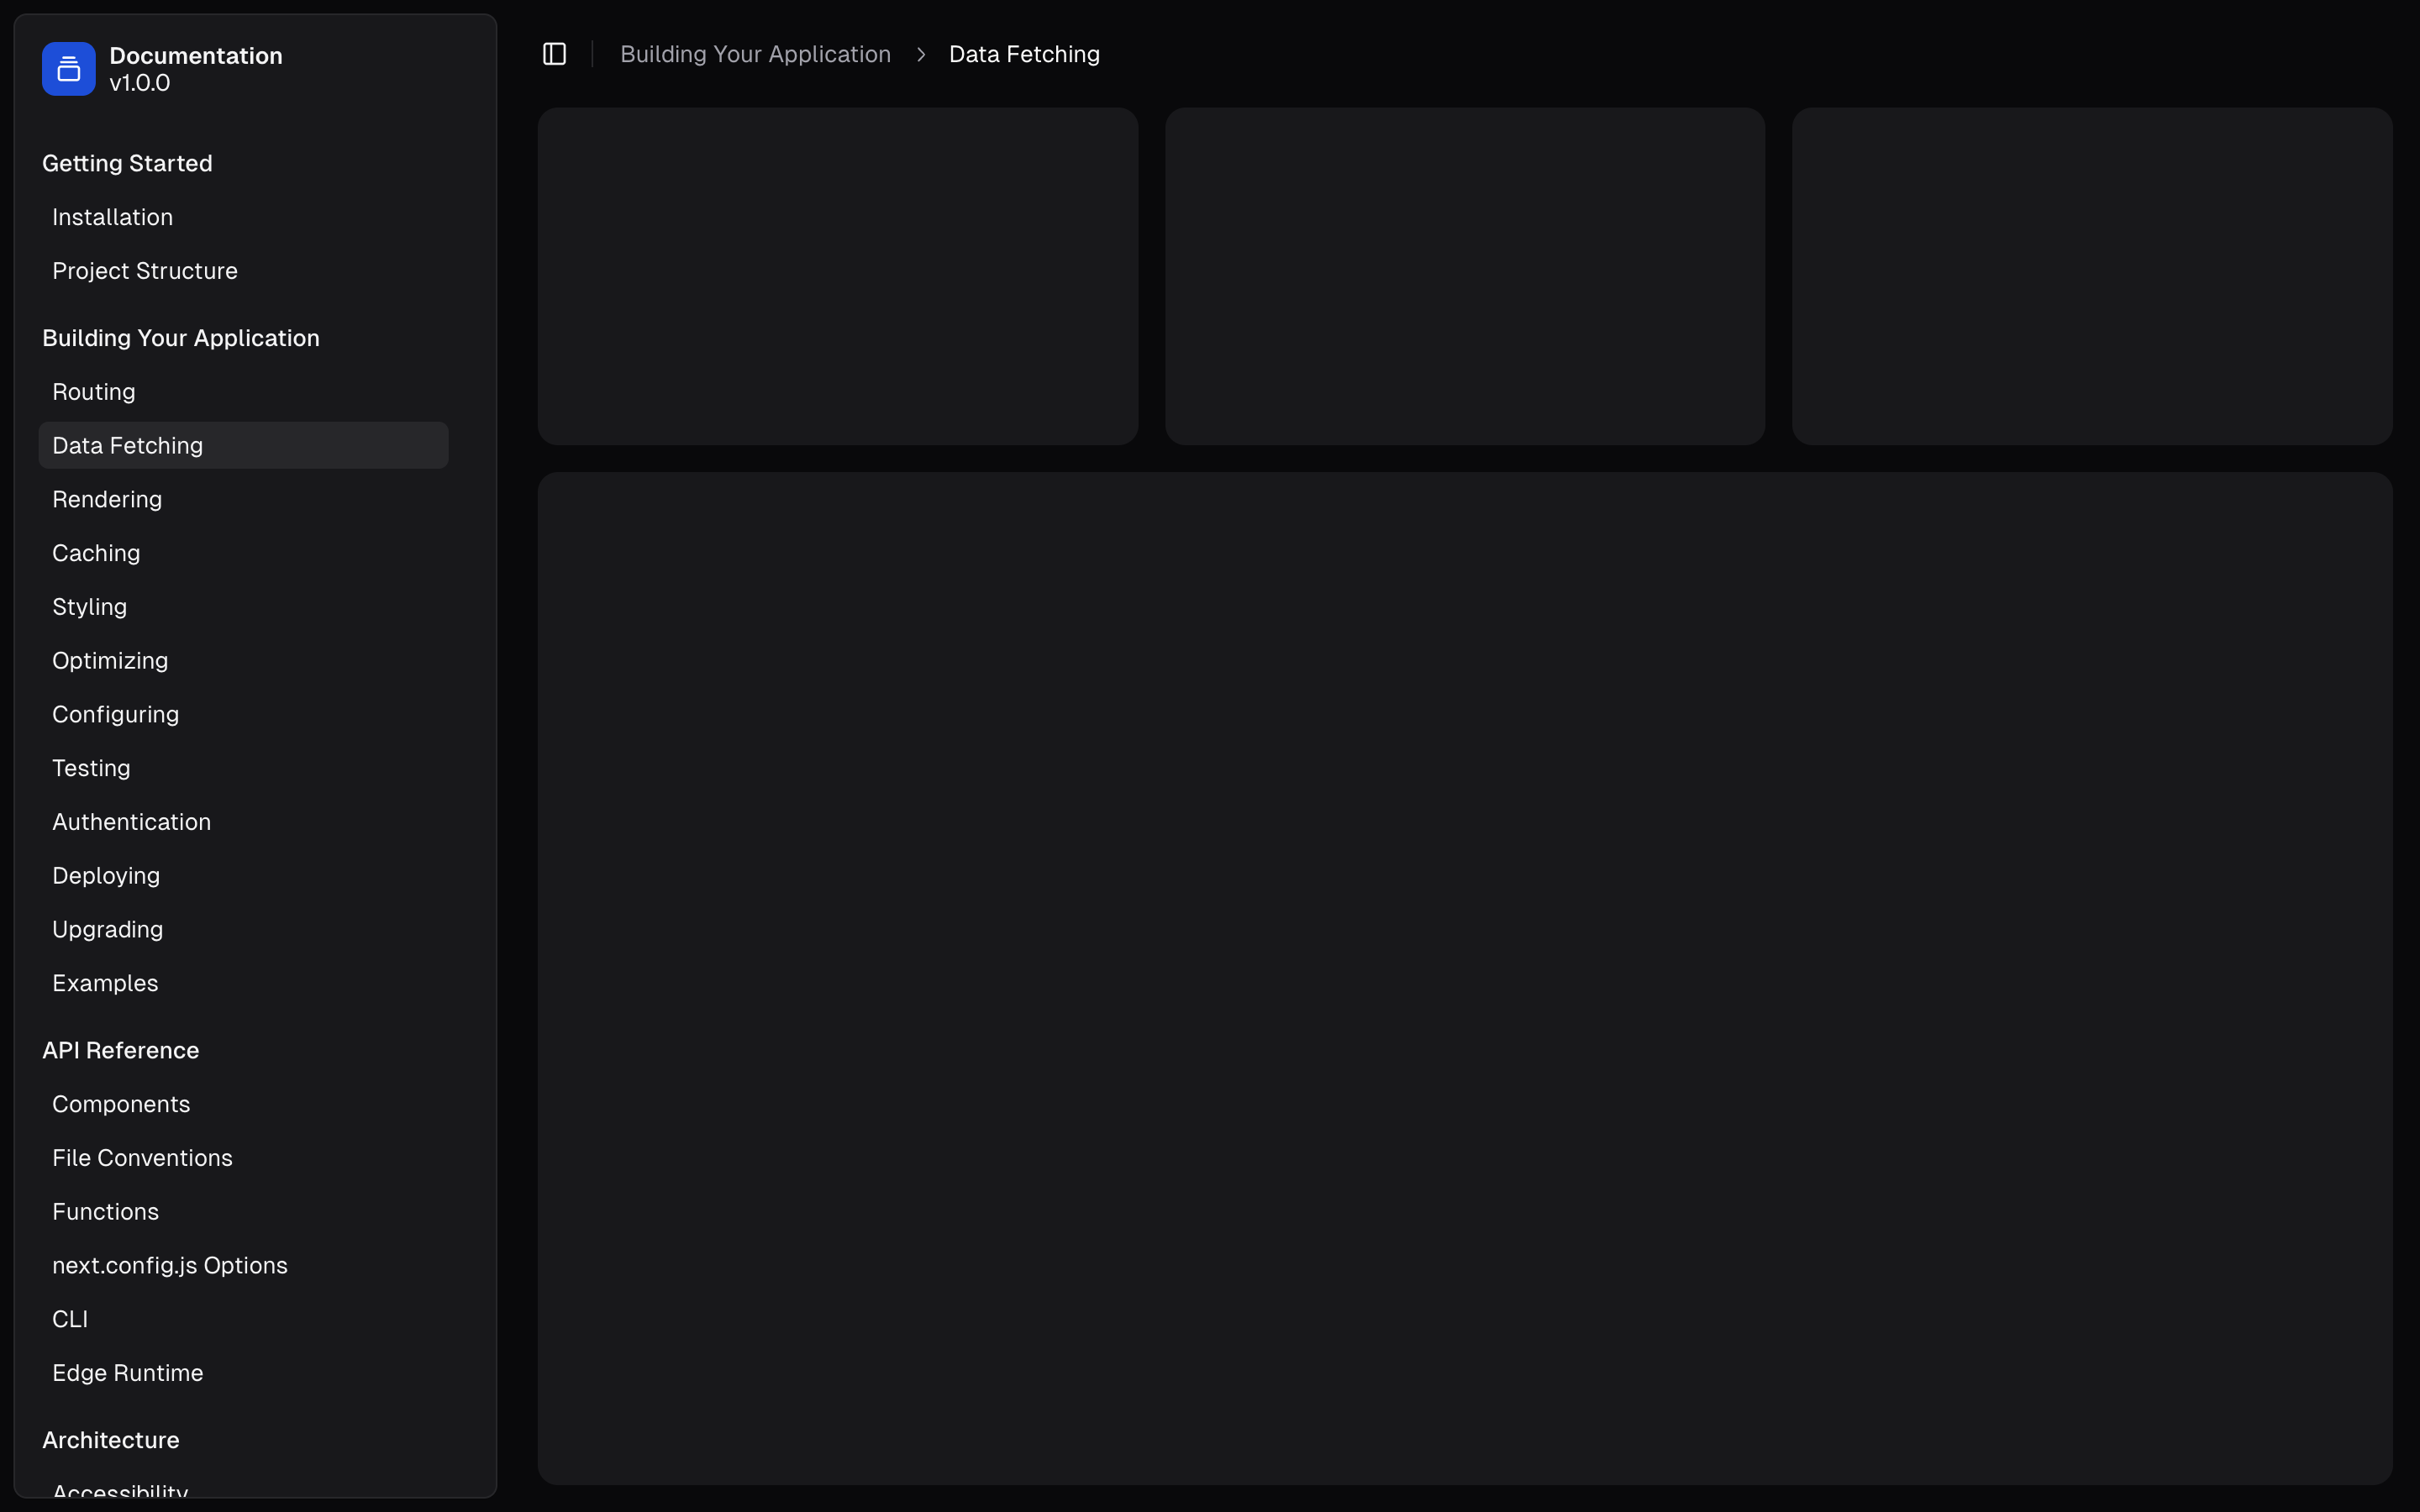 Documentation
v1.0.0
Getting Started
Installation
Project Structure
Building Your Application
Routing
Data Fetching
Rendering
Caching
Styling
Optimizing
Configuring
Testing
Authentication
Deploying
Upgrading
Examples
API Reference
Components
File Conventions
Functions
next.config.js Options
CLI
Edge Runtime
Architecture
Accessibility
Building Your Application > Data Fetching